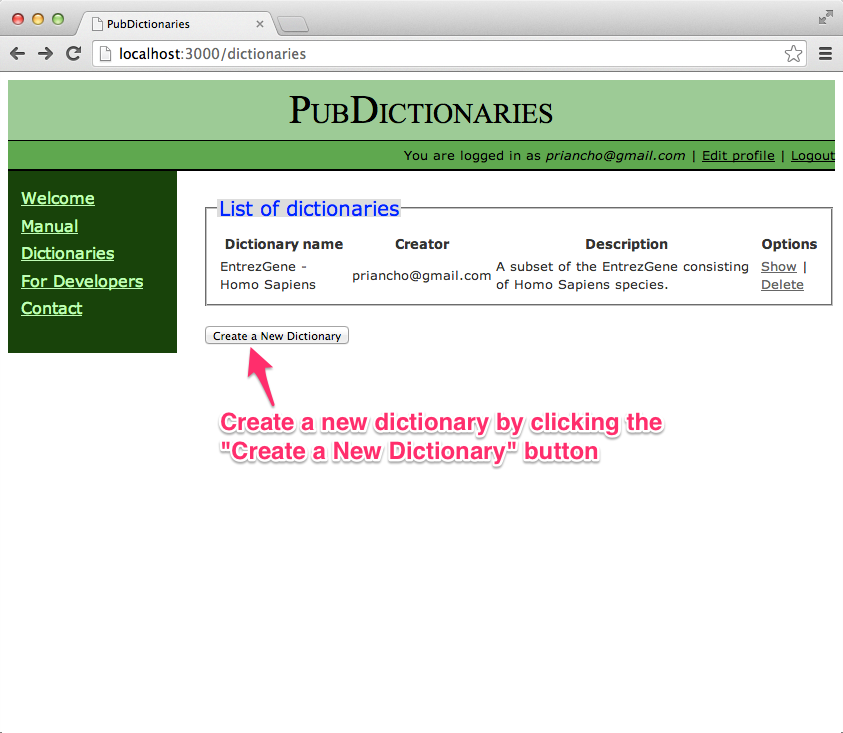 PubDictionaries
localhost:3000/dictionaries
PubDictionaries
You are logged in as priancho@gmail.com | Edit profile | Logout
Welcome
Manual
Dictionaries
For Developers
Contact
List of dictionaries
Dictionary name Creator Description Options
EntrezGene - Homo Sapiens priancho@gmail.com A subset of the EntrezGene consisting of Homo Sapiens species. Show | Delete
Create a New Dictionary
Create a new dictionary by clicking the
"Create a New Dictionary" button